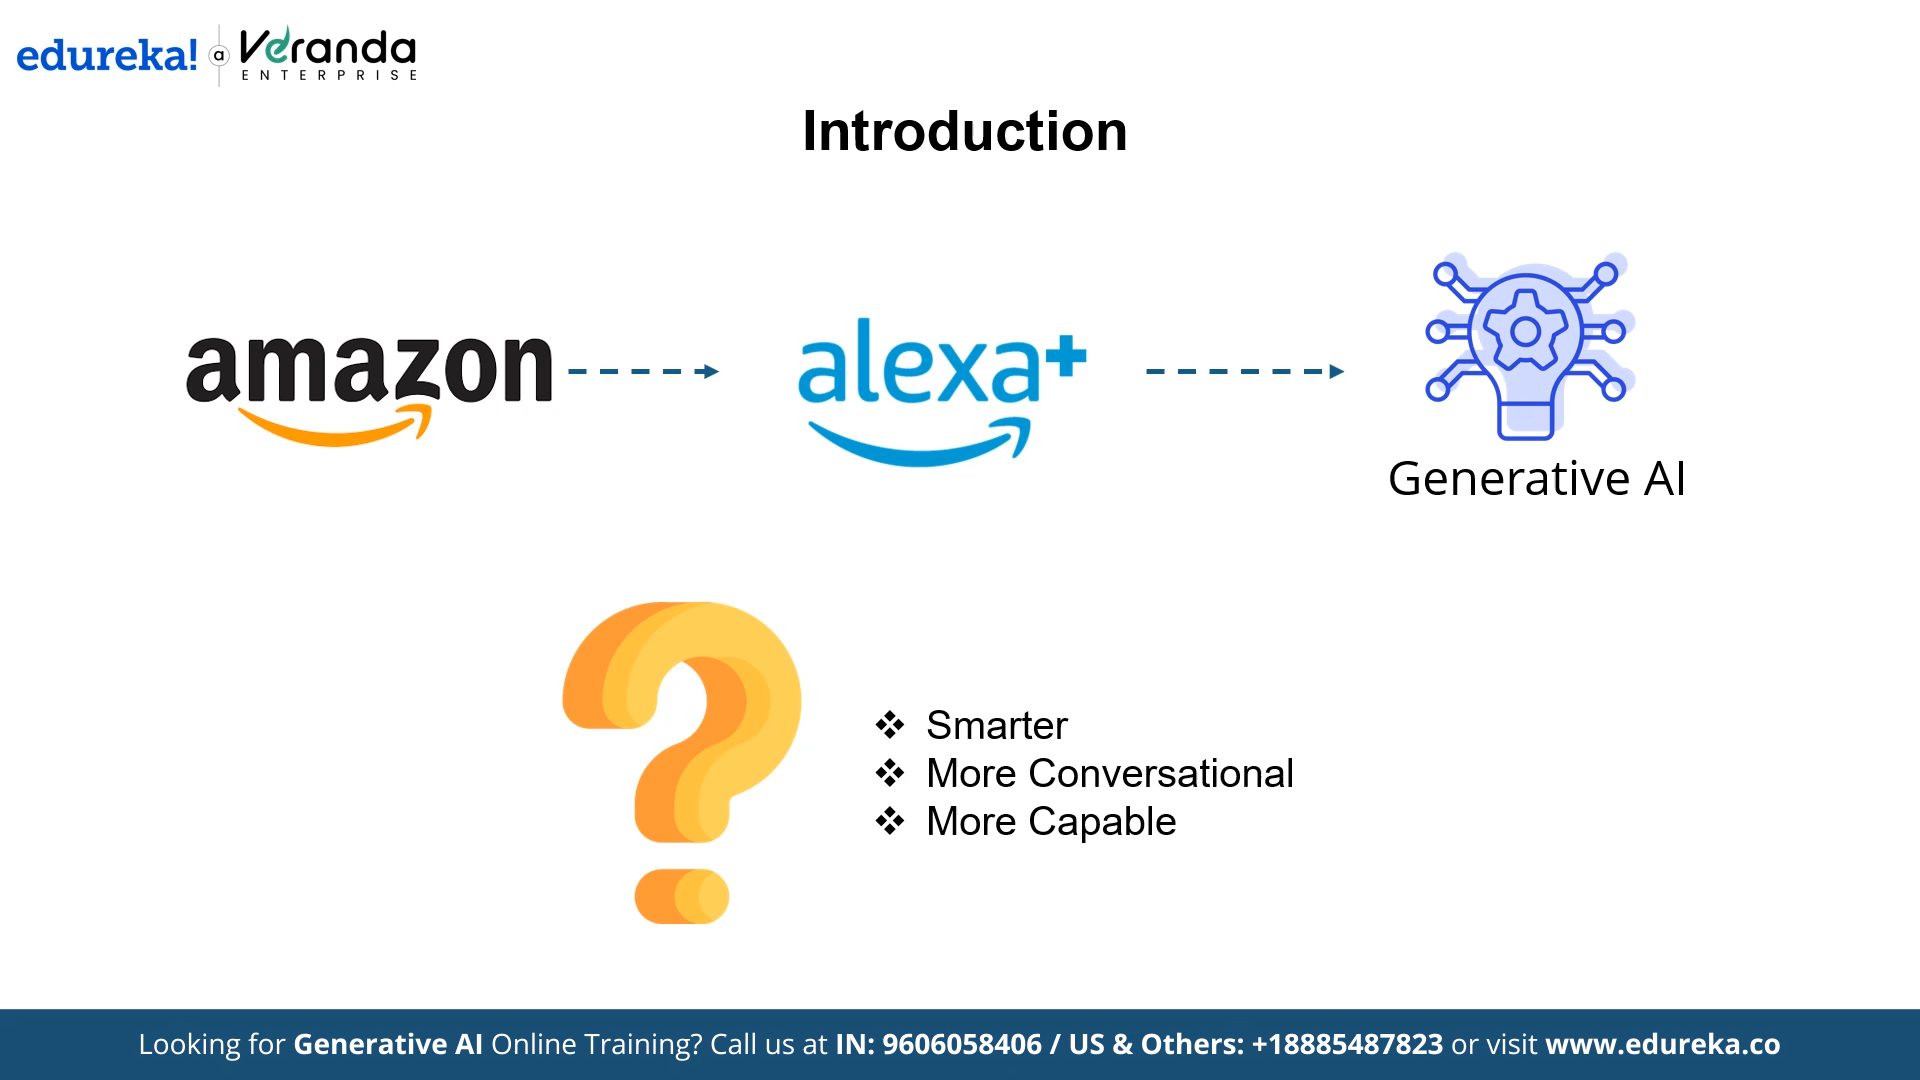 edureka! a Veranda
ENTERPRISE
Introduction
amazon
alexa+
Generative AI
❖ Smarter
❖ More Conversational
❖ More Capable
Looking for Generative AI Online Training? Call us at IN: 9606058406 / US & Others: +18885487823 or visit www.edureka.co